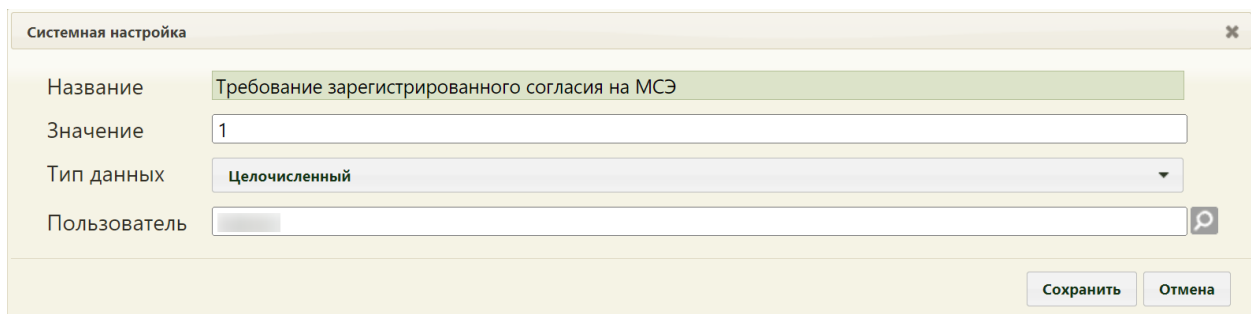 Системная настройка
Название Требование зарегистрированного согласия на МСЭ
Значение 1
Тип данных Целочисленный
Пользователь
Сохранить Отмена